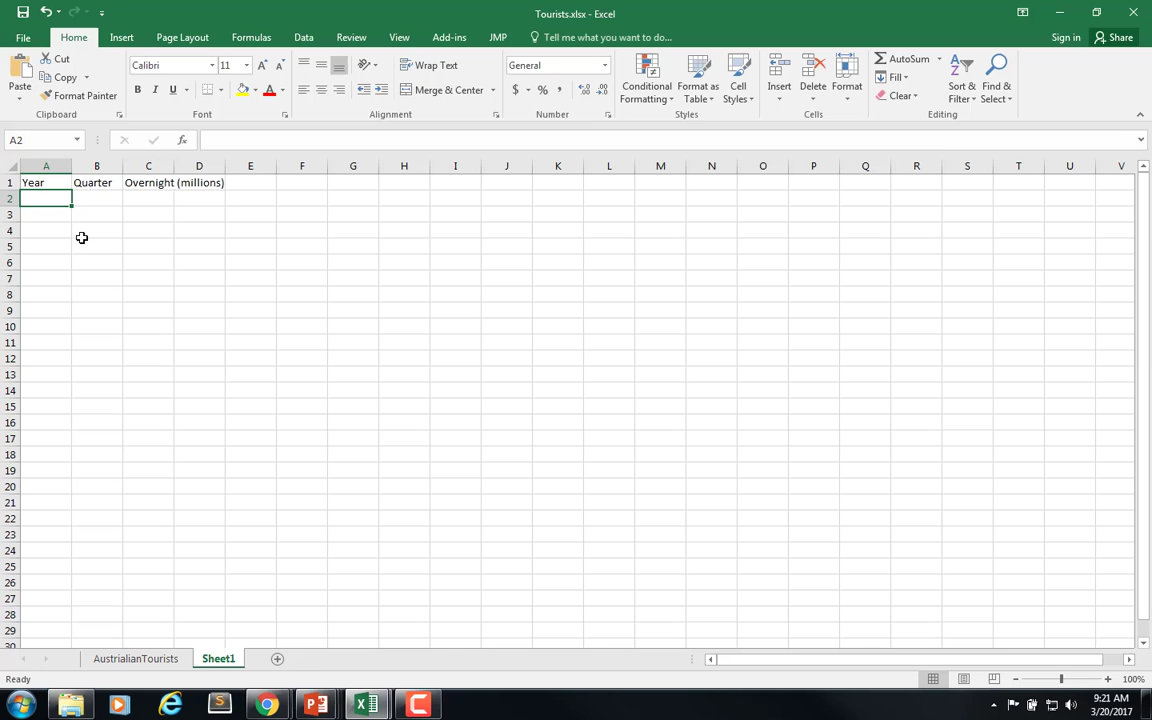 Tourists.xlsx - Excel
File Home Insert Page Layout Formulas Data Review View Add-ins JMP Tell me what you want to do... Sign in Share
Paste
Cut
Copy
Format Painter
Clipboard
Calibri 11
B I U
Font
Wrap Text
Merge & Center
Alignment
General
$ % ,
Number
Conditional Formatting
Format as Table
Cell Styles
Styles
Insert Delete Format
Cells
AutoSum
Fill
Clear
Sort & Filter
Find & Select
Editing
A2 fx
A B C D E F G H I J K L M N O P Q R S T U V
1 Year Quarter Overnight (millions)
2
3
4
5
6
7
8
9
10
11
12
13
14
15
16
17
18
19
20
21
22
23
24
25
26
27
28
29
30
AustrialianTourists Sheet1
Ready 100%
9:21 AM
3/20/2017